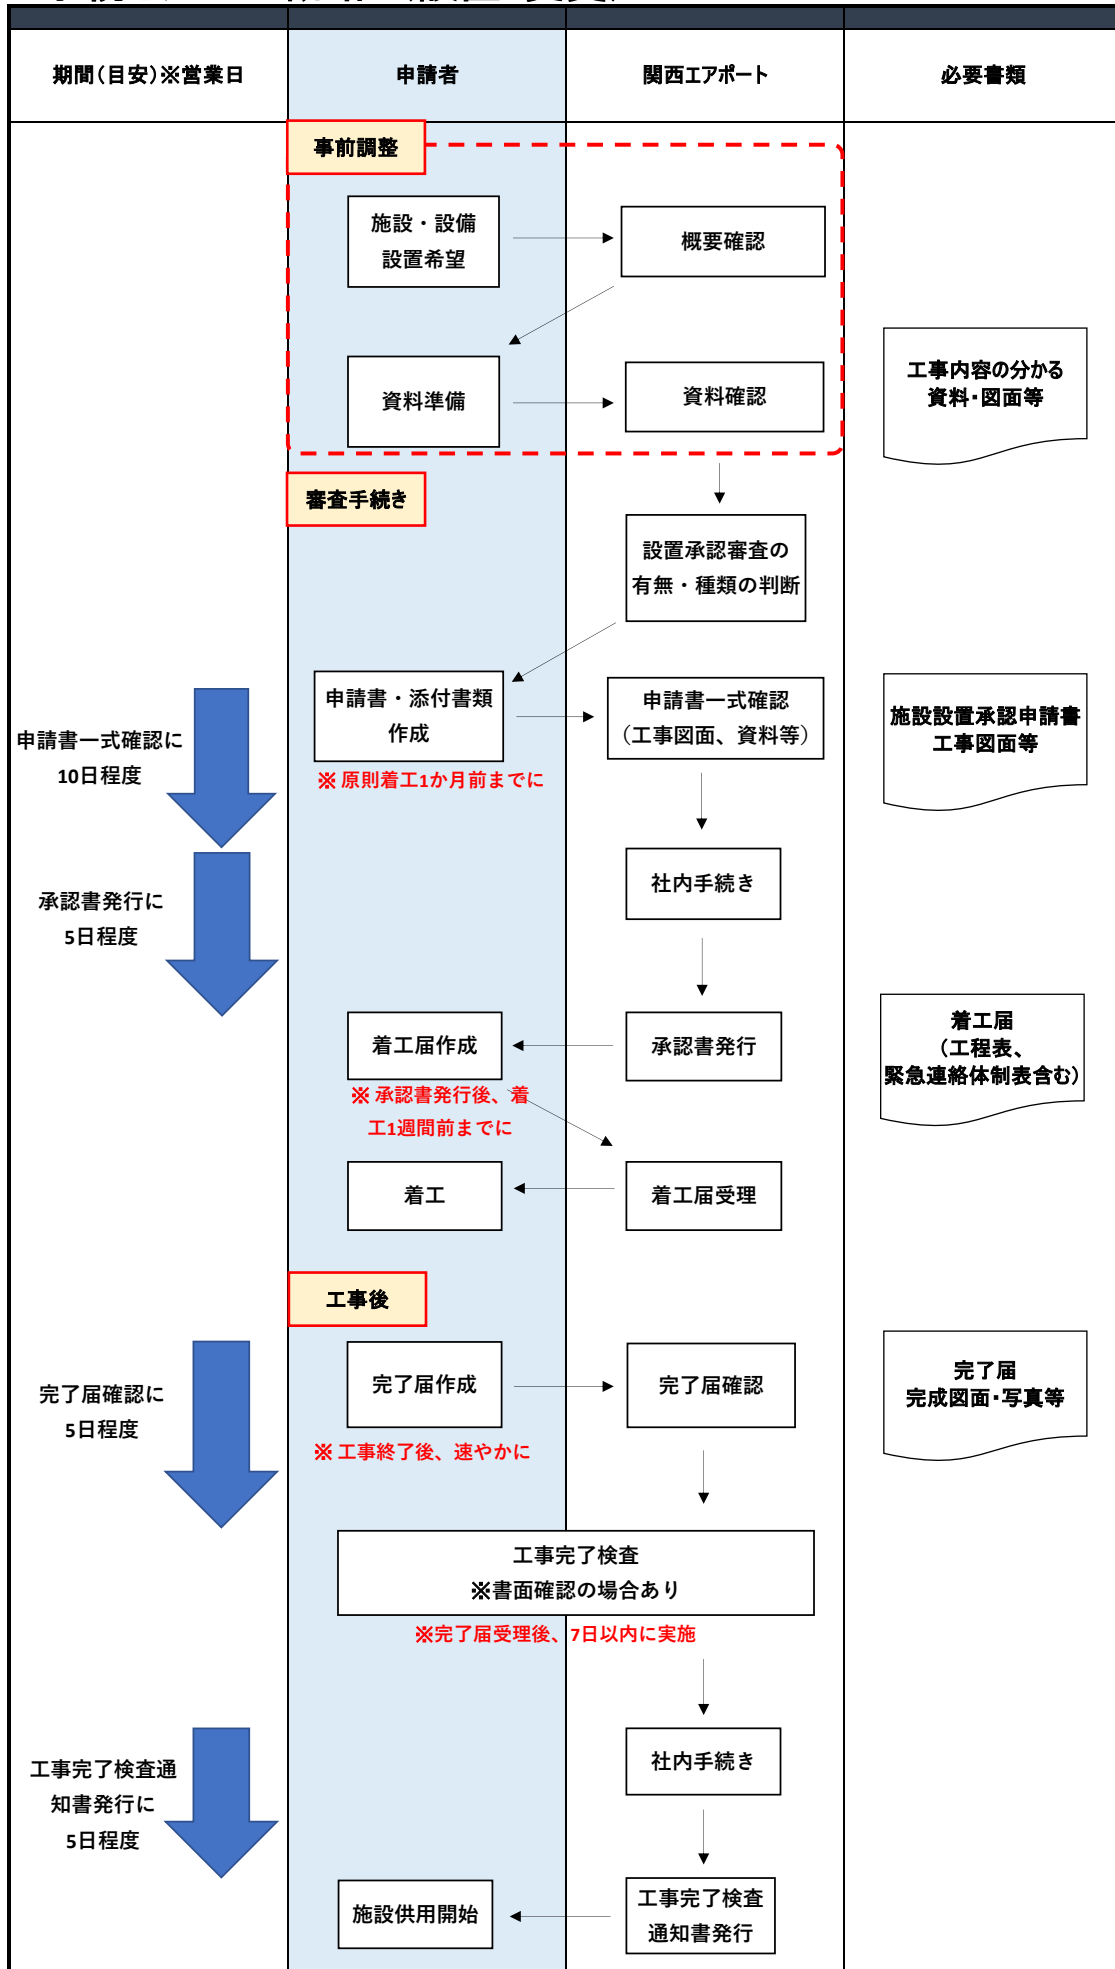 期間（目安）※営業日
申請者
関西エアポート
必要書類
事前調整
施設・設備
設置希望
概要確認
資料準備
資料確認
工事内容の分かる
資料・図面等
審査手続き
設置承認審査の
有無・種類の判断
申請書一式確認に
10日程度
申請書・添付書類
作成
※ 原則着工1か月前までに
申請書一式確認
（工事図面、資料等）
施設設置承認申請書
工事図面等
承認書発行に
5日程度
社内手続き
着工届作成
※ 承認書発行後、着
工1週間前までに
承認書発行
着工届
（工程表、
緊急連絡体制表含む）
着工
着工届受理
工事後
完了届確認に
5日程度
完了届作成
※ 工事終了後、速やかに
完了届確認
完了届
完成図面・写真等
工事完了検査
※書面確認の場合あり
※完了届受理後、7日以内に実施
工事完了検査通
知書発行に
5日程度
社内手続き
施設供用開始
工事完了検査
通知書発行